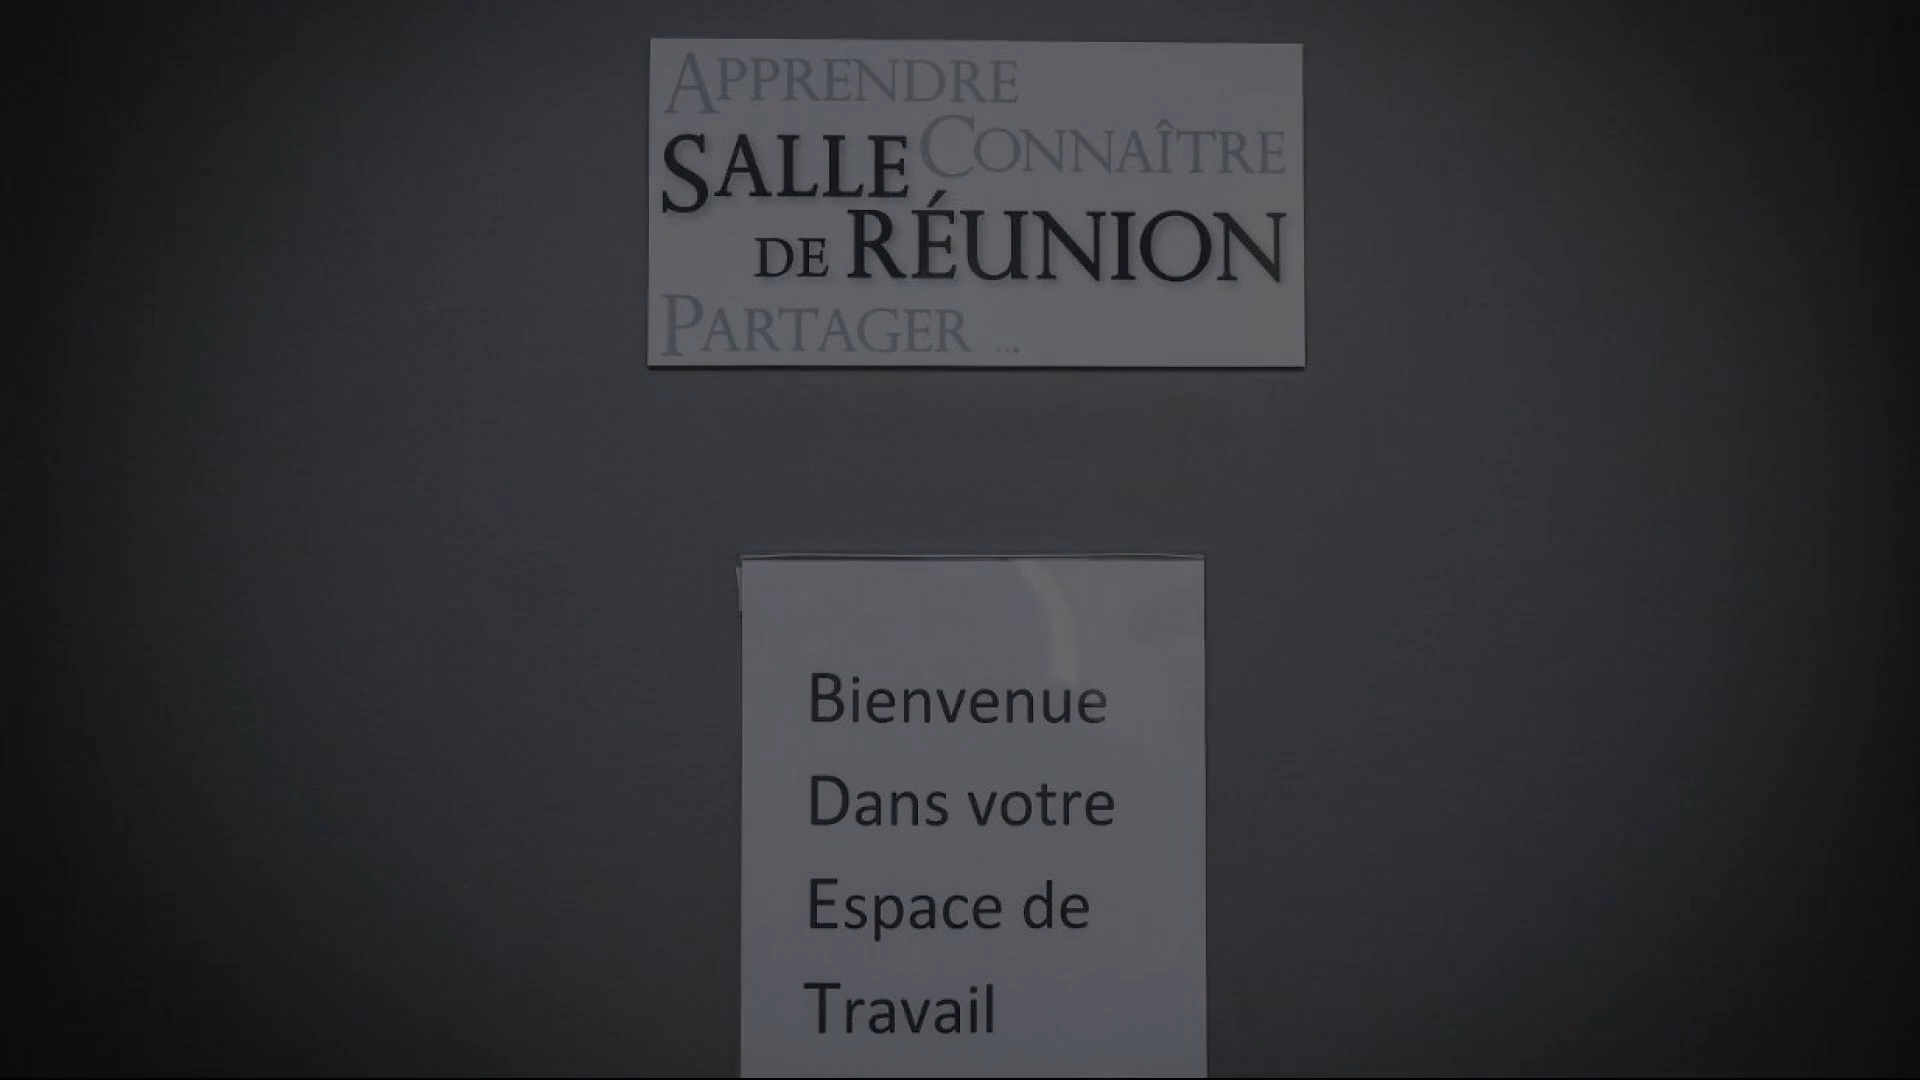 APPRENDRE
CONNAÎTRE
SALLE
DE RÉUNION
PARTAGER ...
Bienvenue
Dans votre
Espace de
Travail